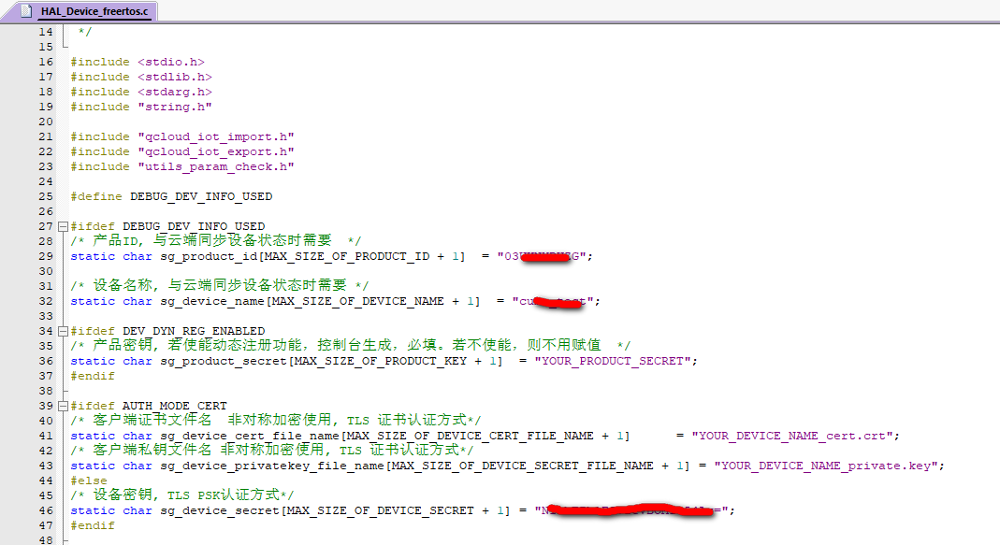 HAL_Device_freertos.c
14 */
15
16 #include <stdio.h>
17 #include <stdlib.h>
18 #include <stdarg.h>
19 #include "string.h"
20
21 #include "qcloud_iot_import.h"
22 #include "qcloud_iot_export.h"
23 #include "utils_param_check.h"
24
25 #define DEBUG_DEV_INFO_USED
26
27 #ifdef DEBUG_DEV_INFO_USED
28 /* 产品ID, 与云端同步设备状态时需要  */
29 static char sg_product_id[MAX_SIZE_OF_PRODUCT_ID + 1]  = "03 G";
30
31 /* 设备名称, 与云端同步设备状态时需要 */
32 static char sg_device_name[MAX_SIZE_OF_DEVICE_NAME + 1]  = "cu ";
33
34 #ifdef DEV_DYN_REG_ENABLED
35 /* 产品密钥, 若使能动态注册功能，控制台生成，必填。若不使能，则不用赋值  */
36 static char sg_product_secret[MAX_SIZE_OF_PRODUCT_KEY + 1]  = "YOUR_PRODUCT_SECRET";
37 #endif
38
39 #ifdef AUTH_MODE_CERT
40 /* 客户端证书文件名  非对称加密使用, TLS 证书认证方式*/
41 static char sg_device_cert_file_name[MAX_SIZE_OF_DEVICE_CERT_FILE_NAME + 1]      = "YOUR_DEVICE_NAME_cert.crt";
42 /* 客户端私钥文件名 非对称加密使用, TLS 证书认证方式*/
43 static char sg_device_privatekey_file_name[MAX_SIZE_OF_DEVICE_SECRET_FILE_NAME + 1] = "YOUR_DEVICE_NAME_private.key";
44 #else
45 /* 设备密钥, TLS PSK认证方式*/
46 static char sg_device_secret[MAX_SIZE_OF_DEVICE_SECRET + 1] = "N =";
47 #endif
48